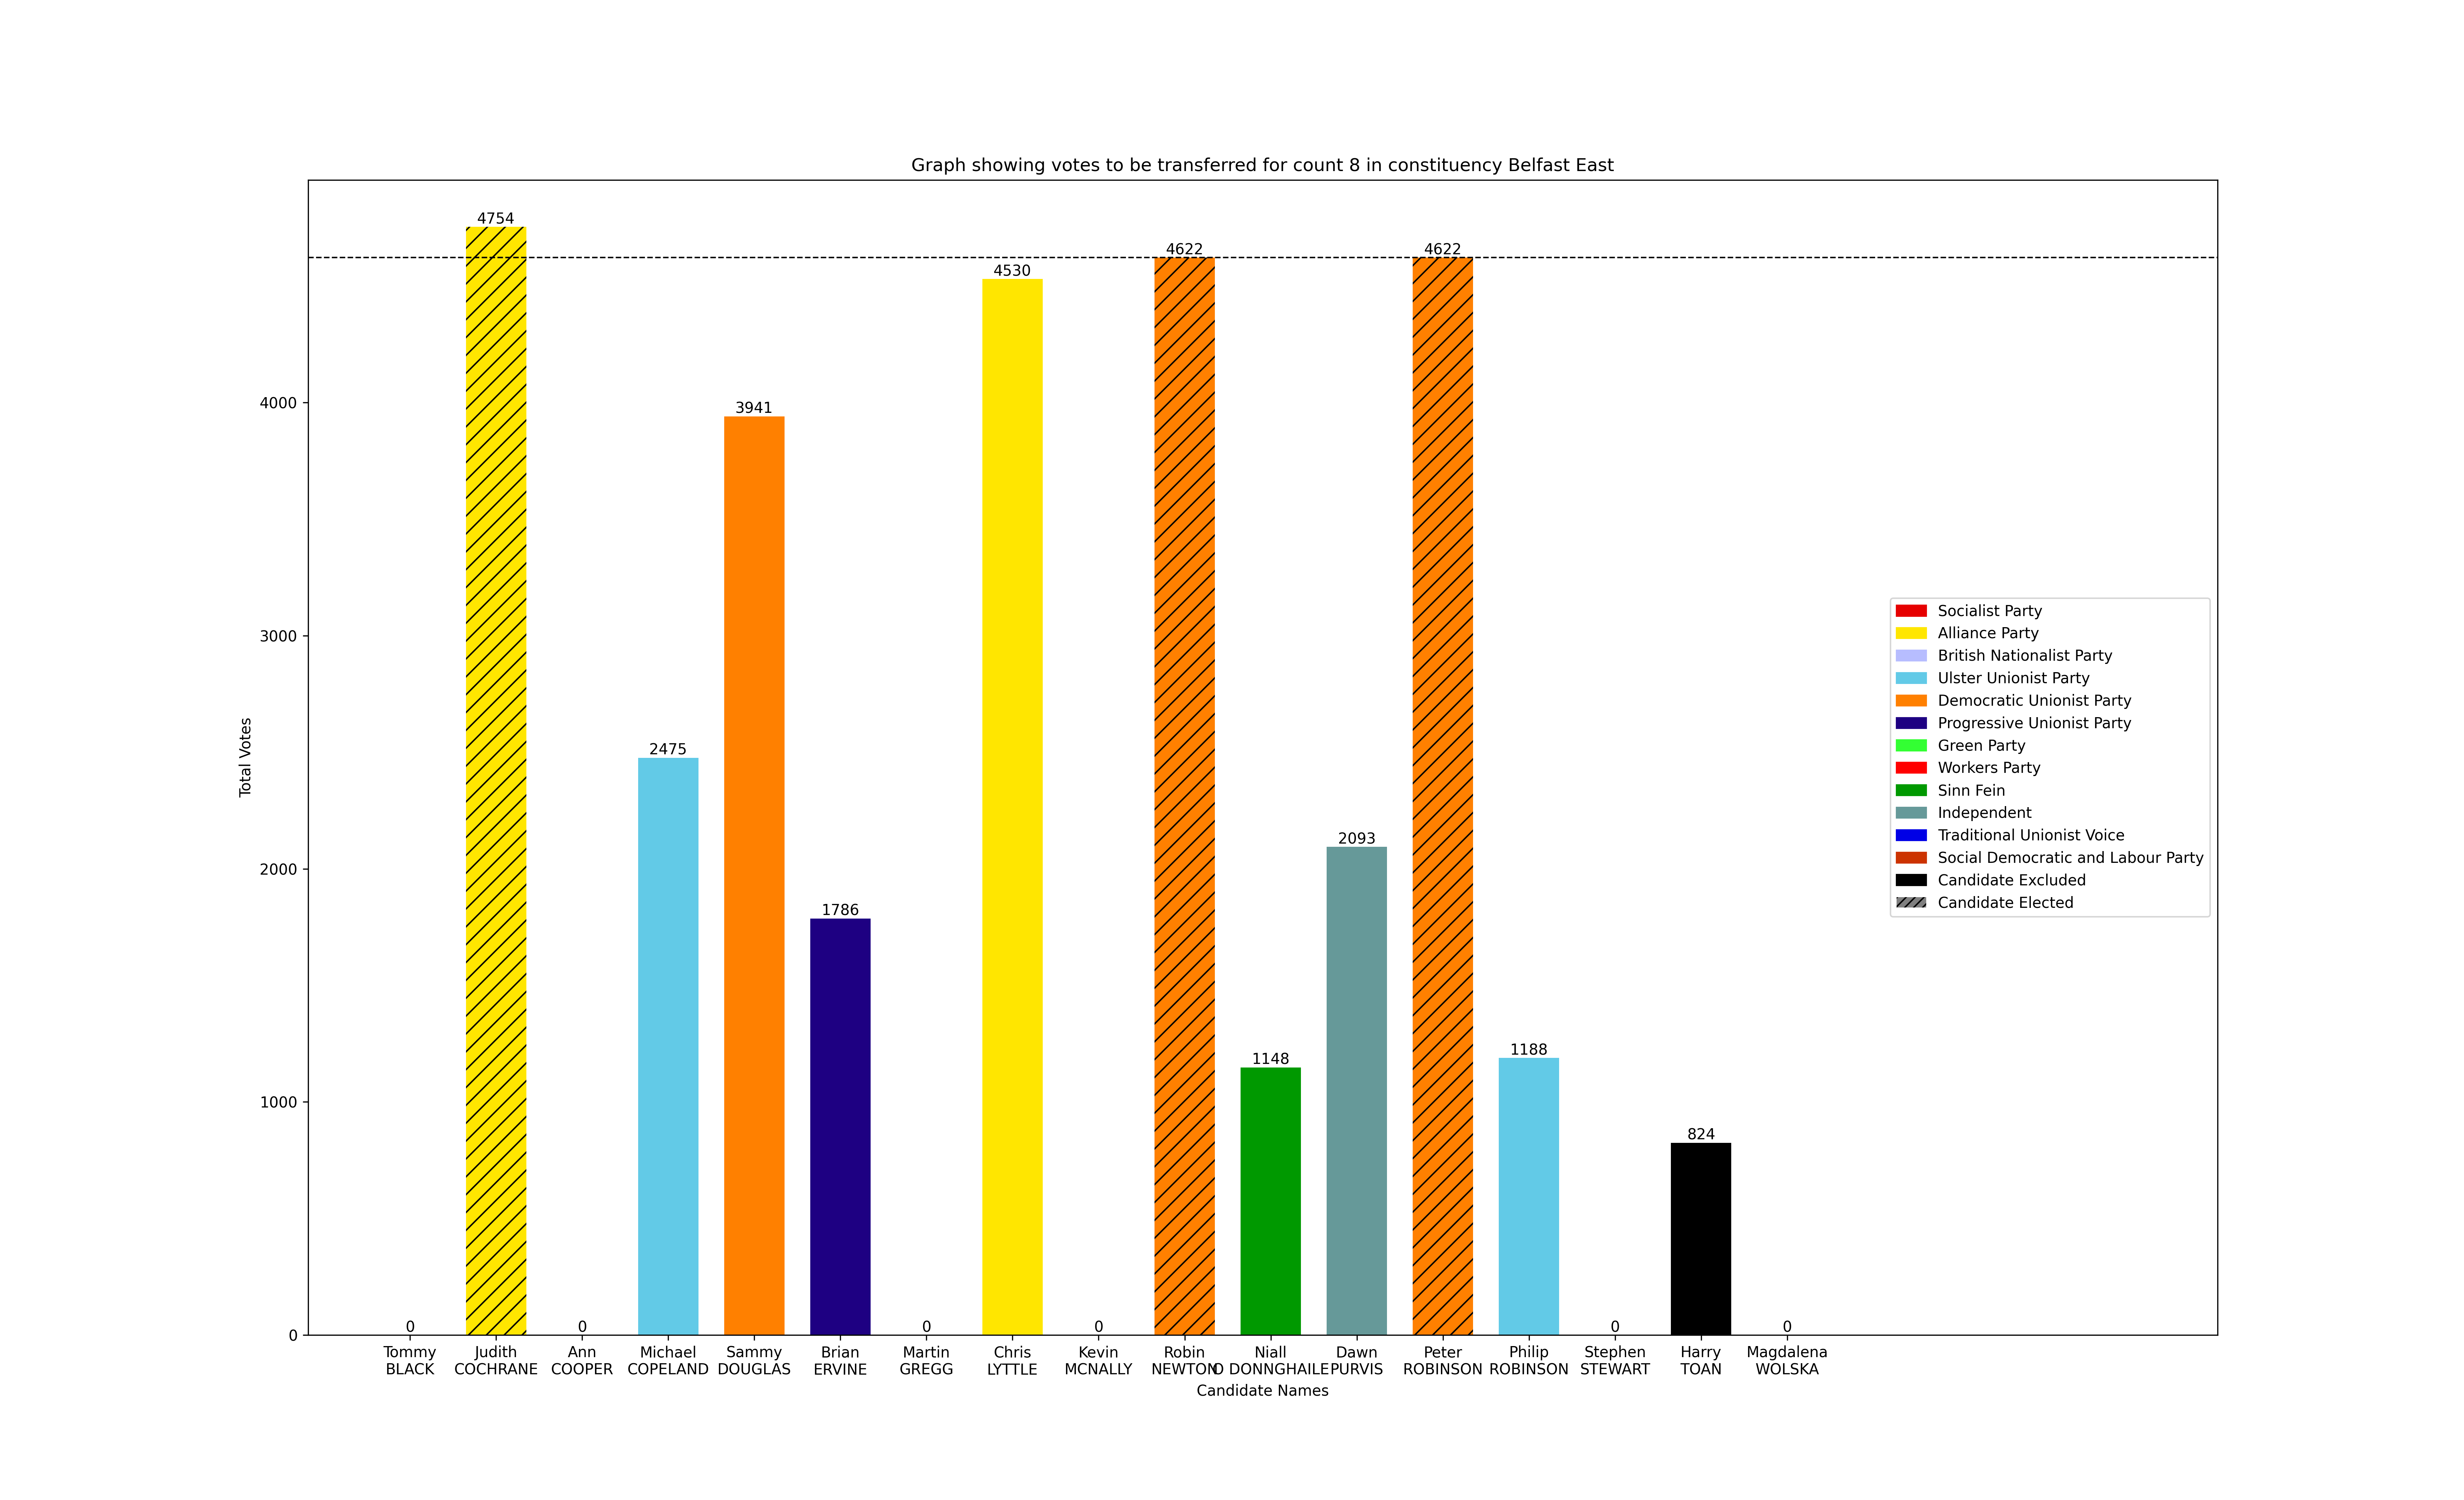 Graph showing votes to be transferred for count 8 in constituency Belfast East
Total Votes
4000
3000
2000
1000
0
0
4754
0
2475
3941
1786
0
4530
0
4622
1148
2093
4622
1188
0
824
0
Tommy
BLACK
Judith
COCHRANE
Ann
COOPER
Michael
COPELAND
Sammy
DOUGLAS
Brian
ERVINE
Martin
GREGG
Chris
LYTTLE
Kevin
MCNALLY
Robin
NEWTON
Niall
O DONNGHAILE
Dawn
PURVIS
Peter
ROBINSON
Philip
ROBINSON
Stephen
STEWART
Harry
TOAN
Magdalena
WOLSKA
Candidate Names
Socialist Party
Alliance Party
British Nationalist Party
Ulster Unionist Party
Democratic Unionist Party
Progressive Unionist Party
Green Party
Workers Party
Sinn Fein
Independent
Traditional Unionist Voice
Social Democratic and Labour Party
Candidate Excluded
Candidate Elected